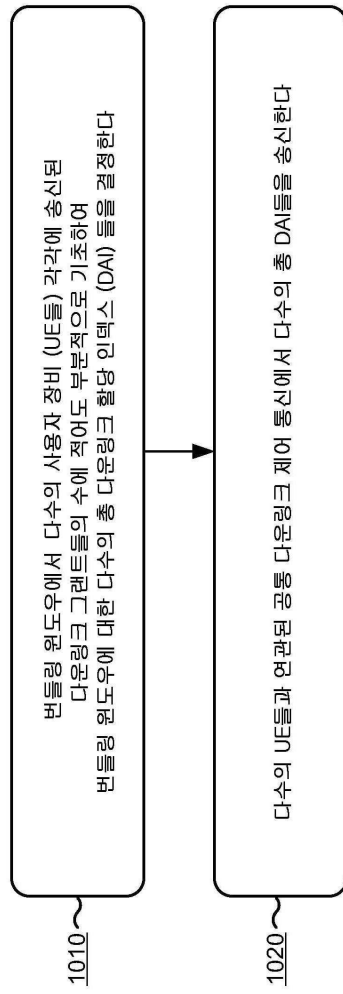 번들링 윈도우에서 다수의 사용자 장비 (UE들) 각각에 송신된
다운링크 그랜트들의 수에 적어도 부분적으로 기초하여
번들링 윈도우에 대한 다수의 총 다운링크 할당 인덱스 (DAI) 들을 결정한다
1010
다수의 UE들과 연관된 공통 다운링크 제어 통신에서 다수의 총 DAI들을 송신한다
1020